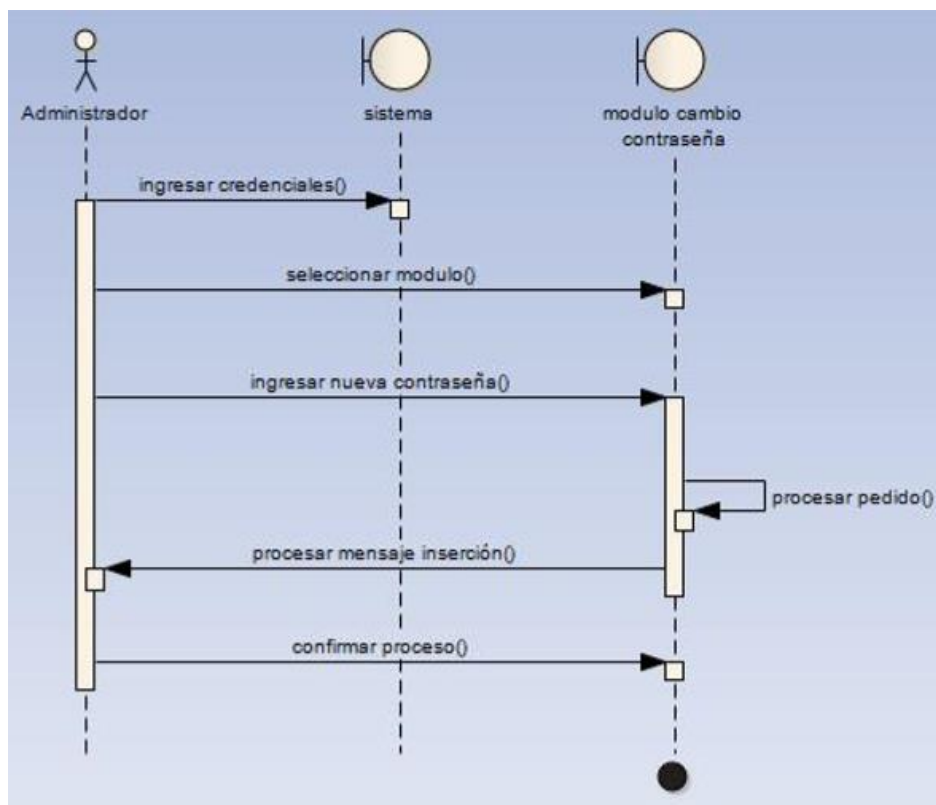 Administrador
sistema
modulo cambio
contraseña
ingresar credenciales()
seleccionar modulo()
ingresar nueva contraseña()
procesar pedido()
procesar mensaje inserción()
confirmar proceso()